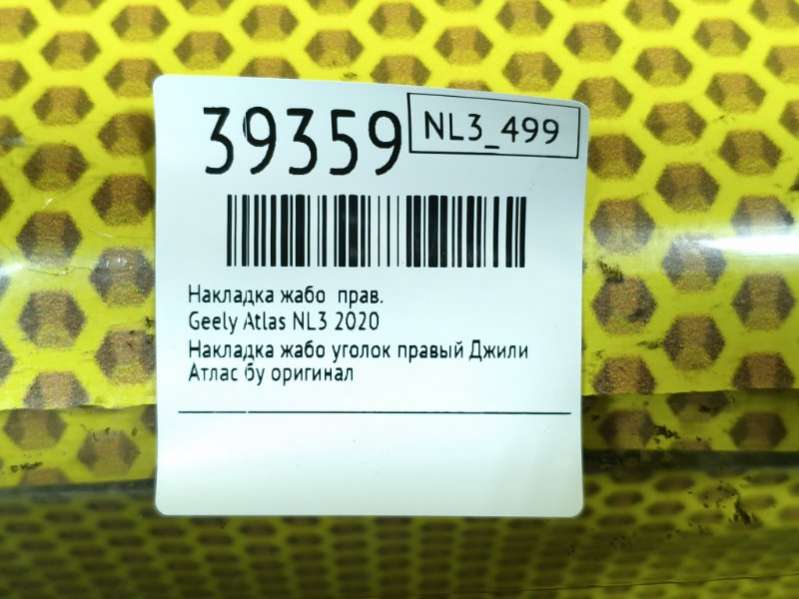 39359
NL3_499
Накладка жабо прав.
Geely Atlas NL3 2020
Накладка жабо уголок правый Джили
Атлас бу оригинал